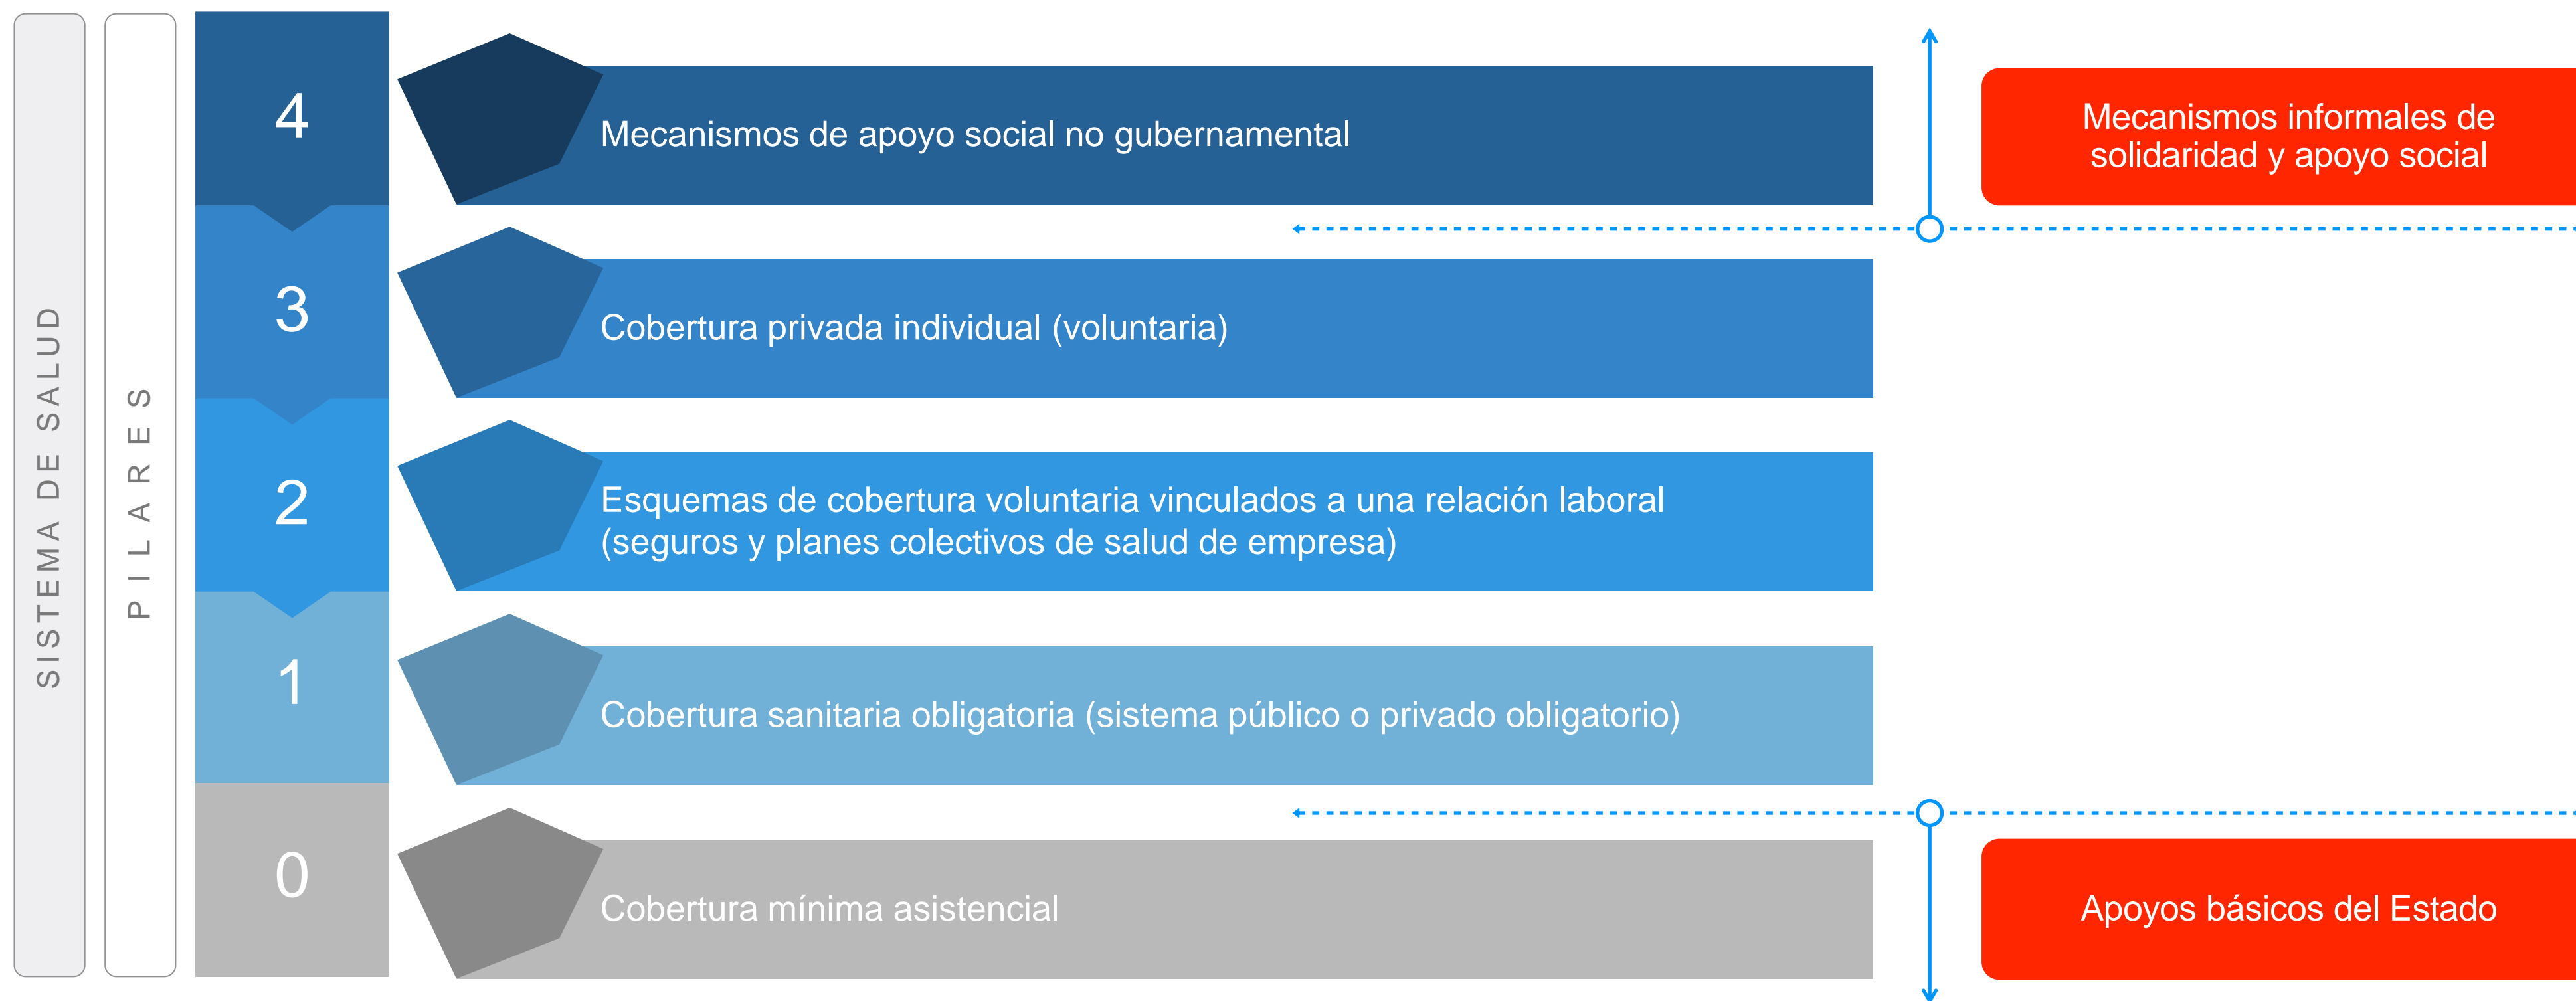 SISTEMA DE SALUD
PILARES
4
Mecanismos de apoyo social no gubernamental
Mecanismos informales de
solidaridad y apoyo social
3
Cobertura privada individual (voluntaria)
2
Esquemas de cobertura voluntaria vinculados a una relación laboral
(seguros y planes colectivos de salud de empresa)
1
Cobertura sanitaria obligatoria (sistema público o privado obligatorio)
0
Cobertura mínima asistencial
Apoyos básicos del Estado